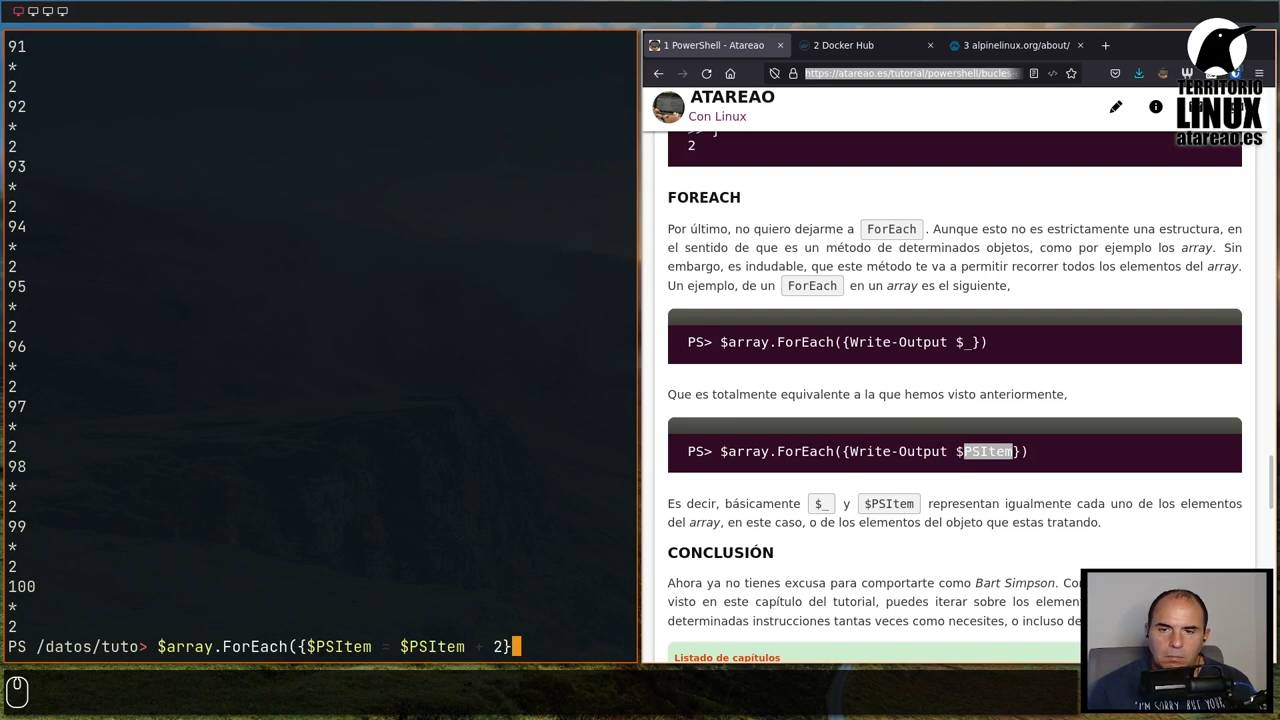 91
*
2
92
*
2
93
*
2
94
*
2
95
*
2
96
*
2
97
*
2
98
*
2
99
*
2
100
*
2
PS /datos/tuto> $array.ForEach({$PSItem = $PSItem + 2}
1 PowerShell - Atareao
2 Docker Hub
3 alpinelinux.org/about/
https://atareao.es/tutorial/powershell/bucles
ATAREAO
Con Linux
TERRITORIO
LINUX
atareao.es
2
FOREACH
Por último, no quiero dejarme a ForEach . Aunque esto no es estrictamente una estructura, en
el sentido de que es un método de determinados objetos, como por ejemplo los array. Sin
embargo, es indudable, que este método te va a permitir recorrer todos los elementos del array.
Un ejemplo, de un ForEach en un array es el siguiente,
PS> $array.ForEach({Write-Output $_})
Que es totalmente equivalente a la que hemos visto anteriormente,
PS> $array.ForEach({Write-Output $PSItem})
Es decir, básicamente $_ y $PSItem representan igualmente cada uno de los elementos
del array, en este caso, o de los elementos del objeto que estas tratando.
CONCLUSIÓN
Ahora ya no tienes excusa para comportarte como Bart Simpson.
visto en este capítulo del tutorial, puedes iterar sobre los
determinadas instrucciones tantas veces como necesites, o incluso
Listado de capítulos
I'M SORRY, BUT YOUR